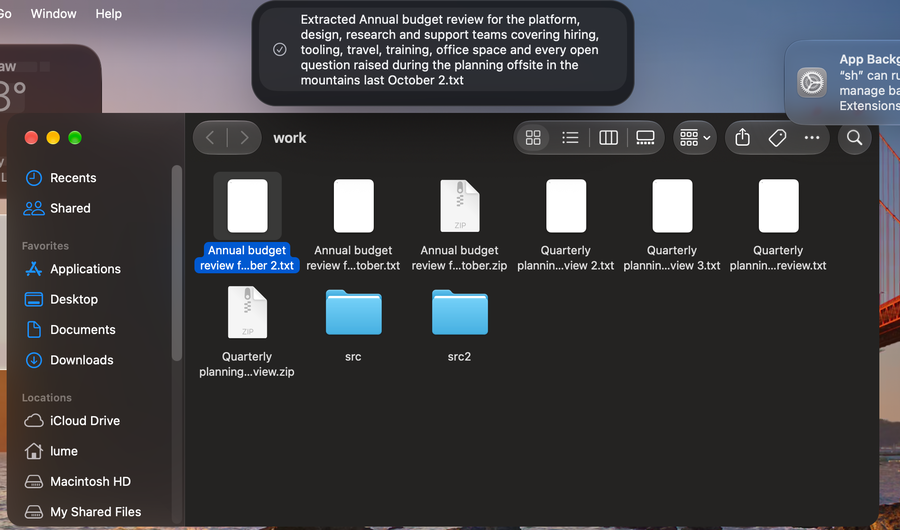 Go Window Help
Extracted Annual budget review for the platform,
design, research and support teams covering hiring,
tooling, travel, training, office space and every open
question raised during the planning offsite in the
mountains last October 2.txt
“sh” can
manage
Extensions
work
Recents
Shared
Favorites
Applications
Desktop
Documents
Downloads
Locations
iCloud Drive
lume
Macintosh HD
My Shared Files
Annual budget
review f...ber 2.txt
Annual budget
review f...tober.txt
ZIP
Annual budget
review f...tober.zip
Quarterly
plannin...view 2.txt
Quarterly
plannin...view 3.txt
Quarterly
plannin...review.txt
ZIP
Quarterly
planning...view.zip
src
src2